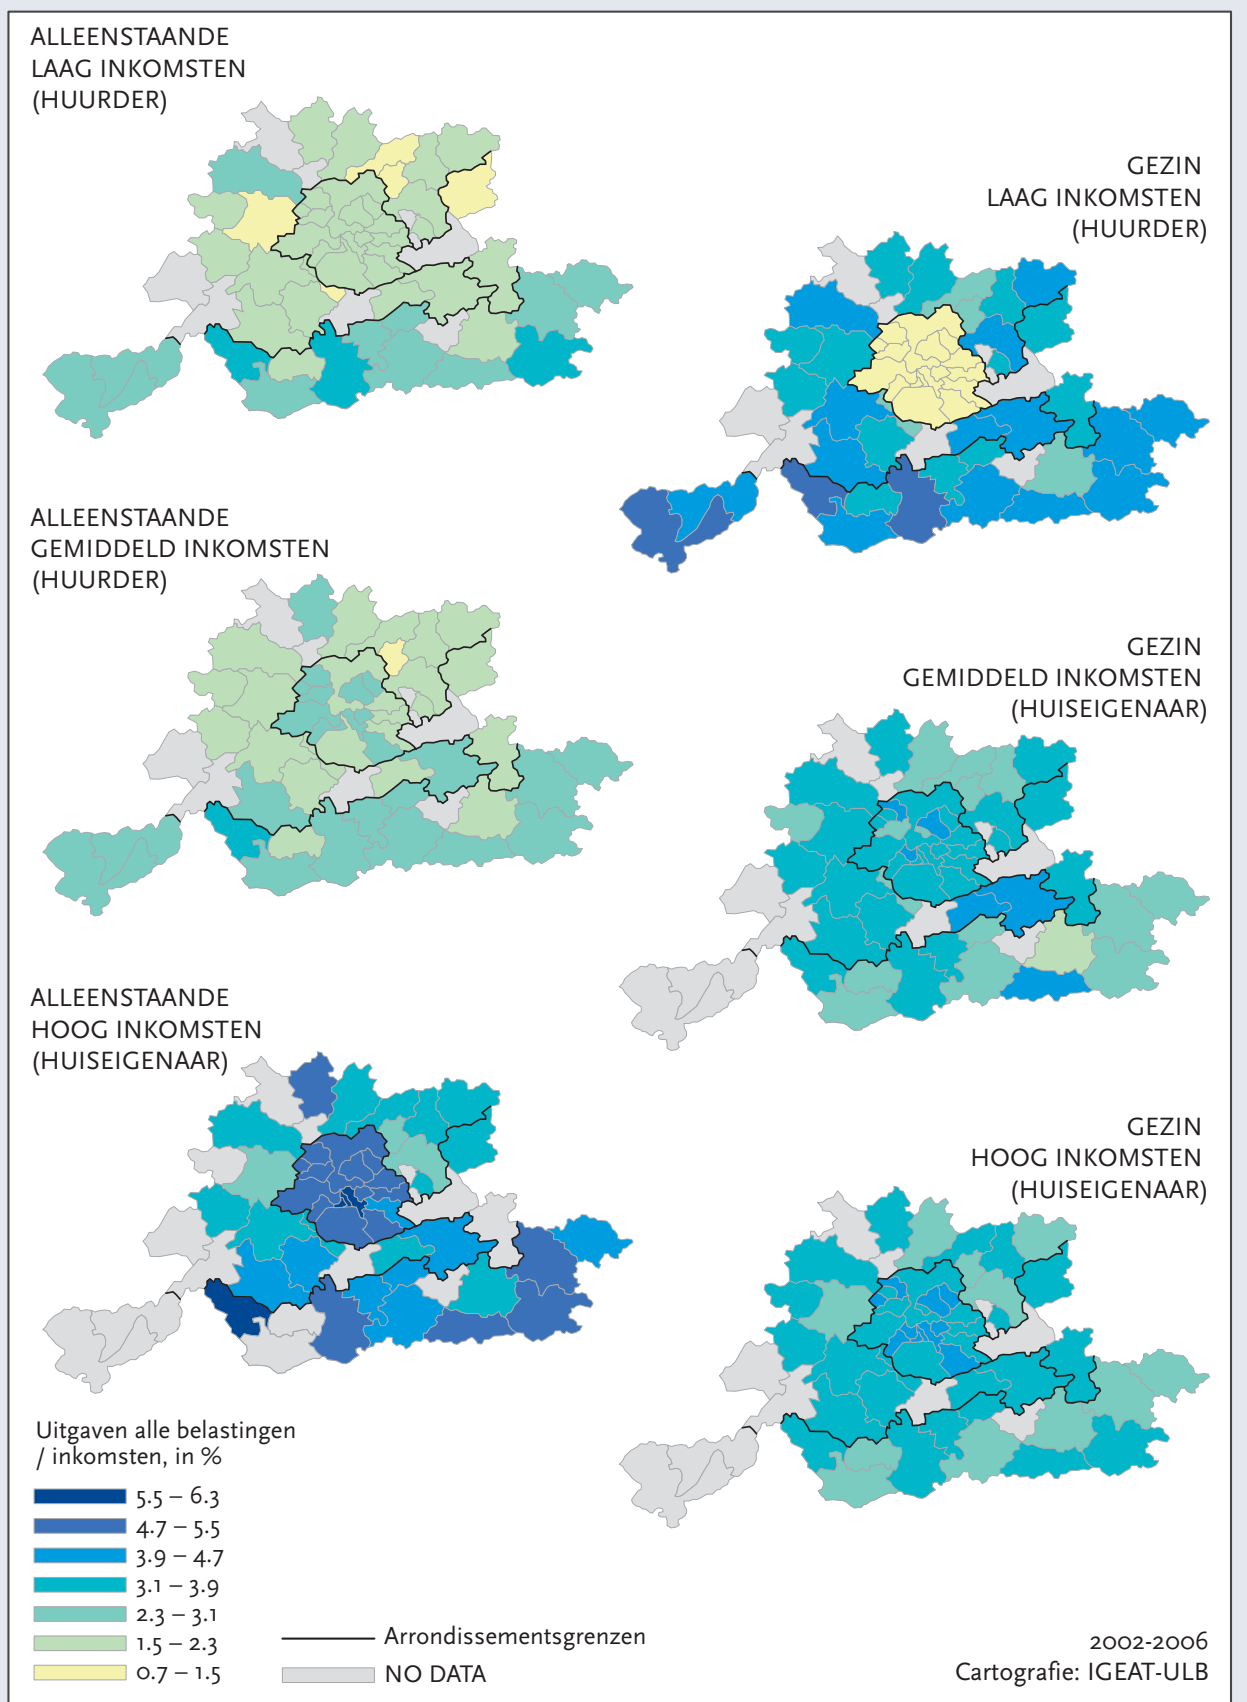 ALLEENSTAANDE
LAAG INKOMSTEN
(HUURDER)
GEZIN
LAAG INKOMSTEN
(HUURDER)
ALLEENSTAANDE
GEMIDDELD INKOMSTEN
(HUURDER)
GEZIN
GEMIDDELD INKOMSTEN
(HUISEIGENAAR)
ALLEENSTAANDE
HOOG INKOMSTEN
(HUISEIGENAAR)
GEZIN
HOOG INKOMSTEN
(HUISEIGENAAR)
Uitgaven alle belastingen
/ inkomsten, in %
5.5 – 6.3
4.7 – 5.5
3.9 – 4.7
3.1 – 3.9
2.3 – 3.1
1.5 – 2.3
0.7 – 1.5
Arrondissementsgrenzen
NO DATA
2002-2006
Cartografie: IGEAT-ULB